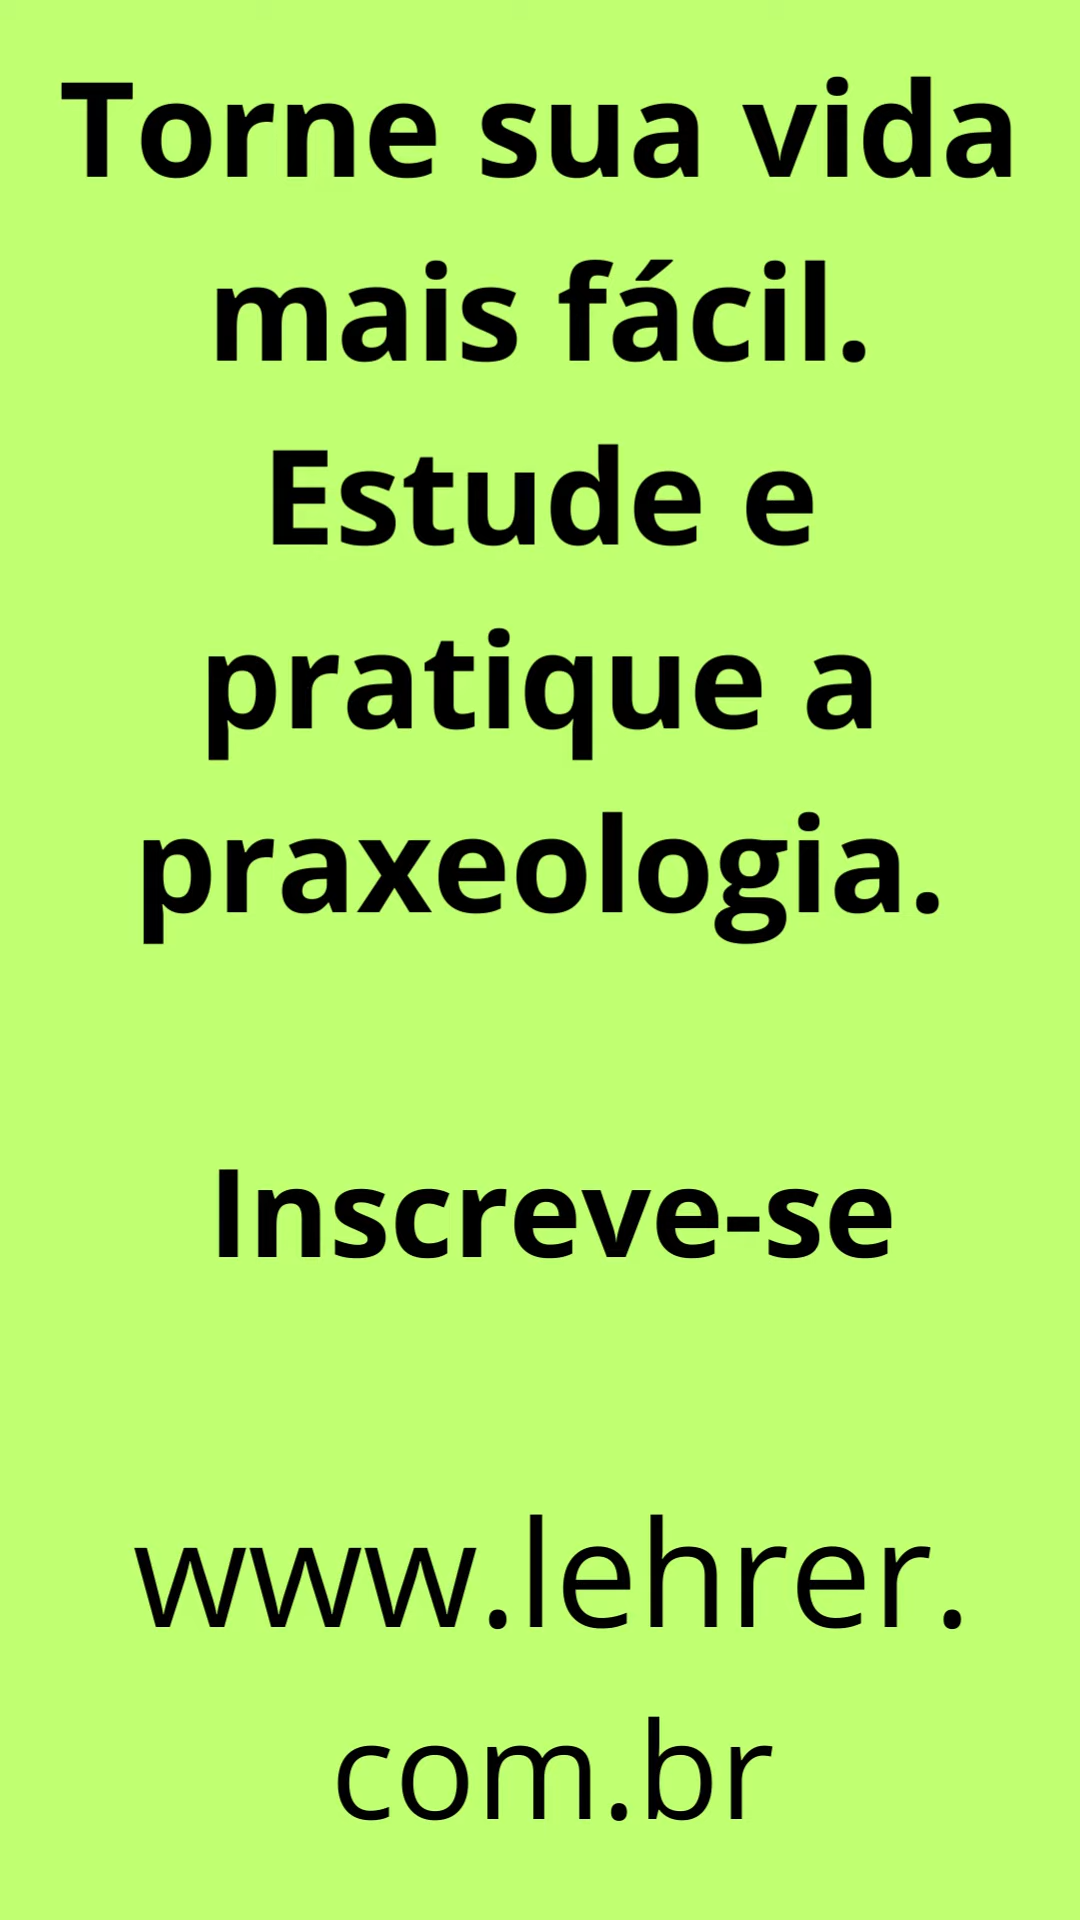 Torne sua vida
mais fácil.
Estude e
pratique a
praxeologia.
Inscreve-se
www.lehrer.
com.br